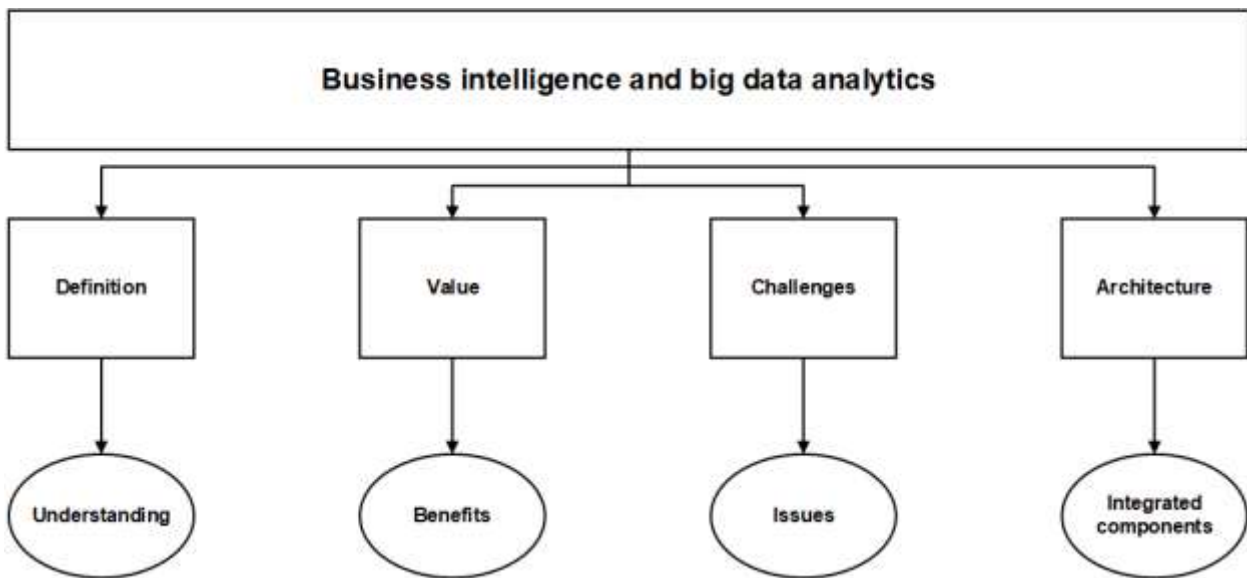 Business intelligence and big data analytics
Definition
Value
Challenges
Architecture
Understanding
Benefits
Issues
Integrated
components